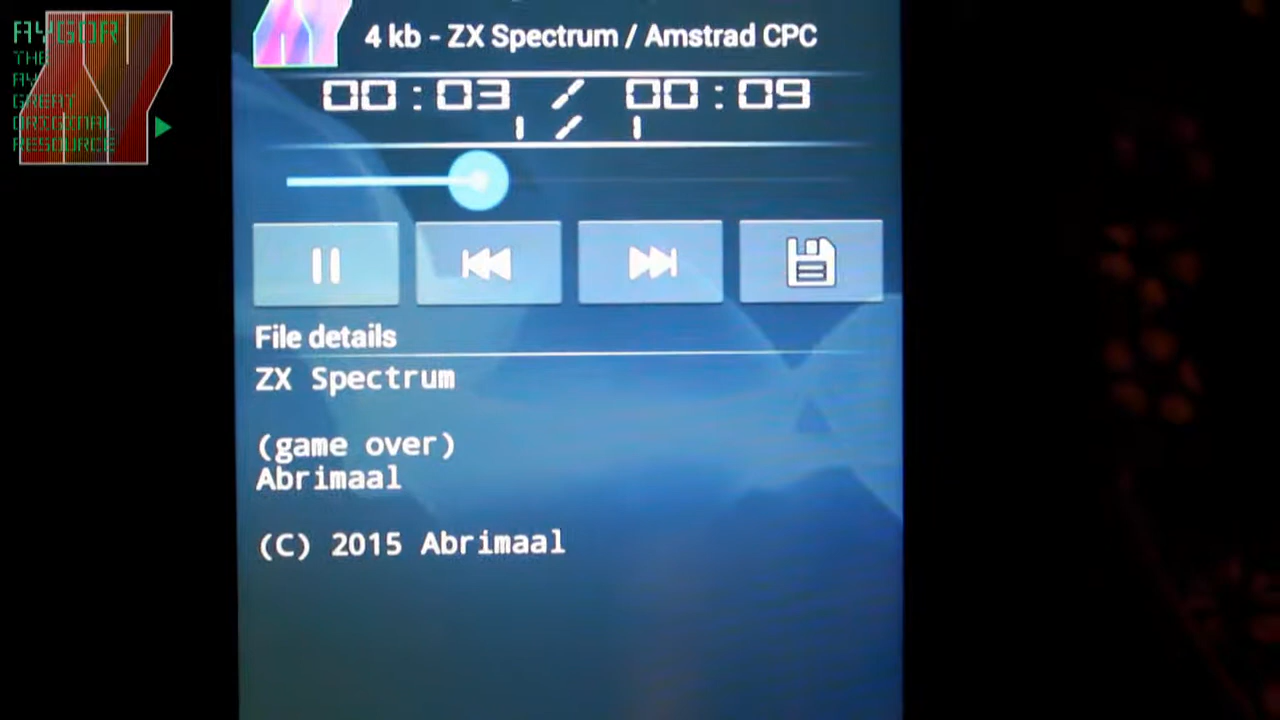 AYGOR
THE
AY
GREAT
ORIGINAL
RESOURCE
4 kb - ZX Spectrum / Amstrad CPC
00:03 / 00:09
1 / 1
File details
ZX Spectrum
(game over)
Abrimaal
(C) 2015 Abrimaal